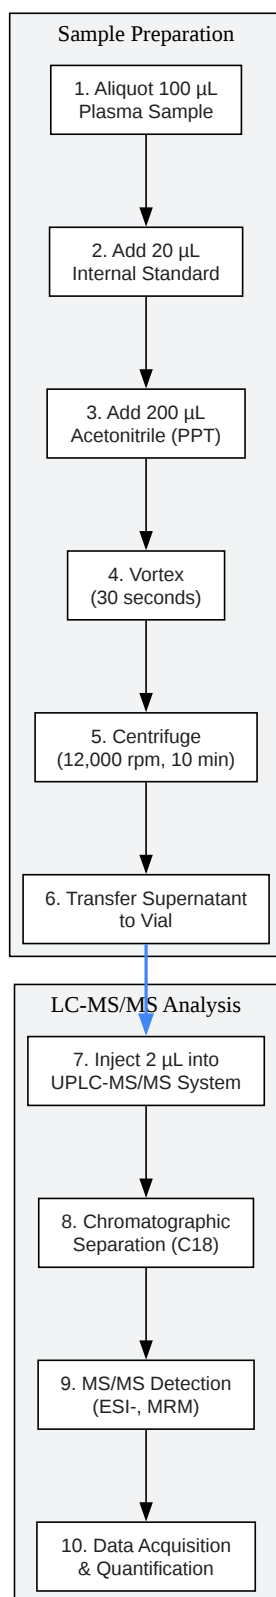 Sample Preparation
1. Aliquot 100 µL
Plasma Sample
2. Add 20 µL
Internal Standard
3. Add 200 µL
Acetonitrile (PPT)
4. Vortex
(30 seconds)
5. Centrifuge
(12,000 rpm, 10 min)
6. Transfer Supernatant
to Vial
LC-MS/MS Analysis
7. Inject 2 µL into
UPLC-MS/MS System
8. Chromatographic
Separation (C18)
9. MS/MS Detection
(ESI-, MRM)
10. Data Acquisition
& Quantification